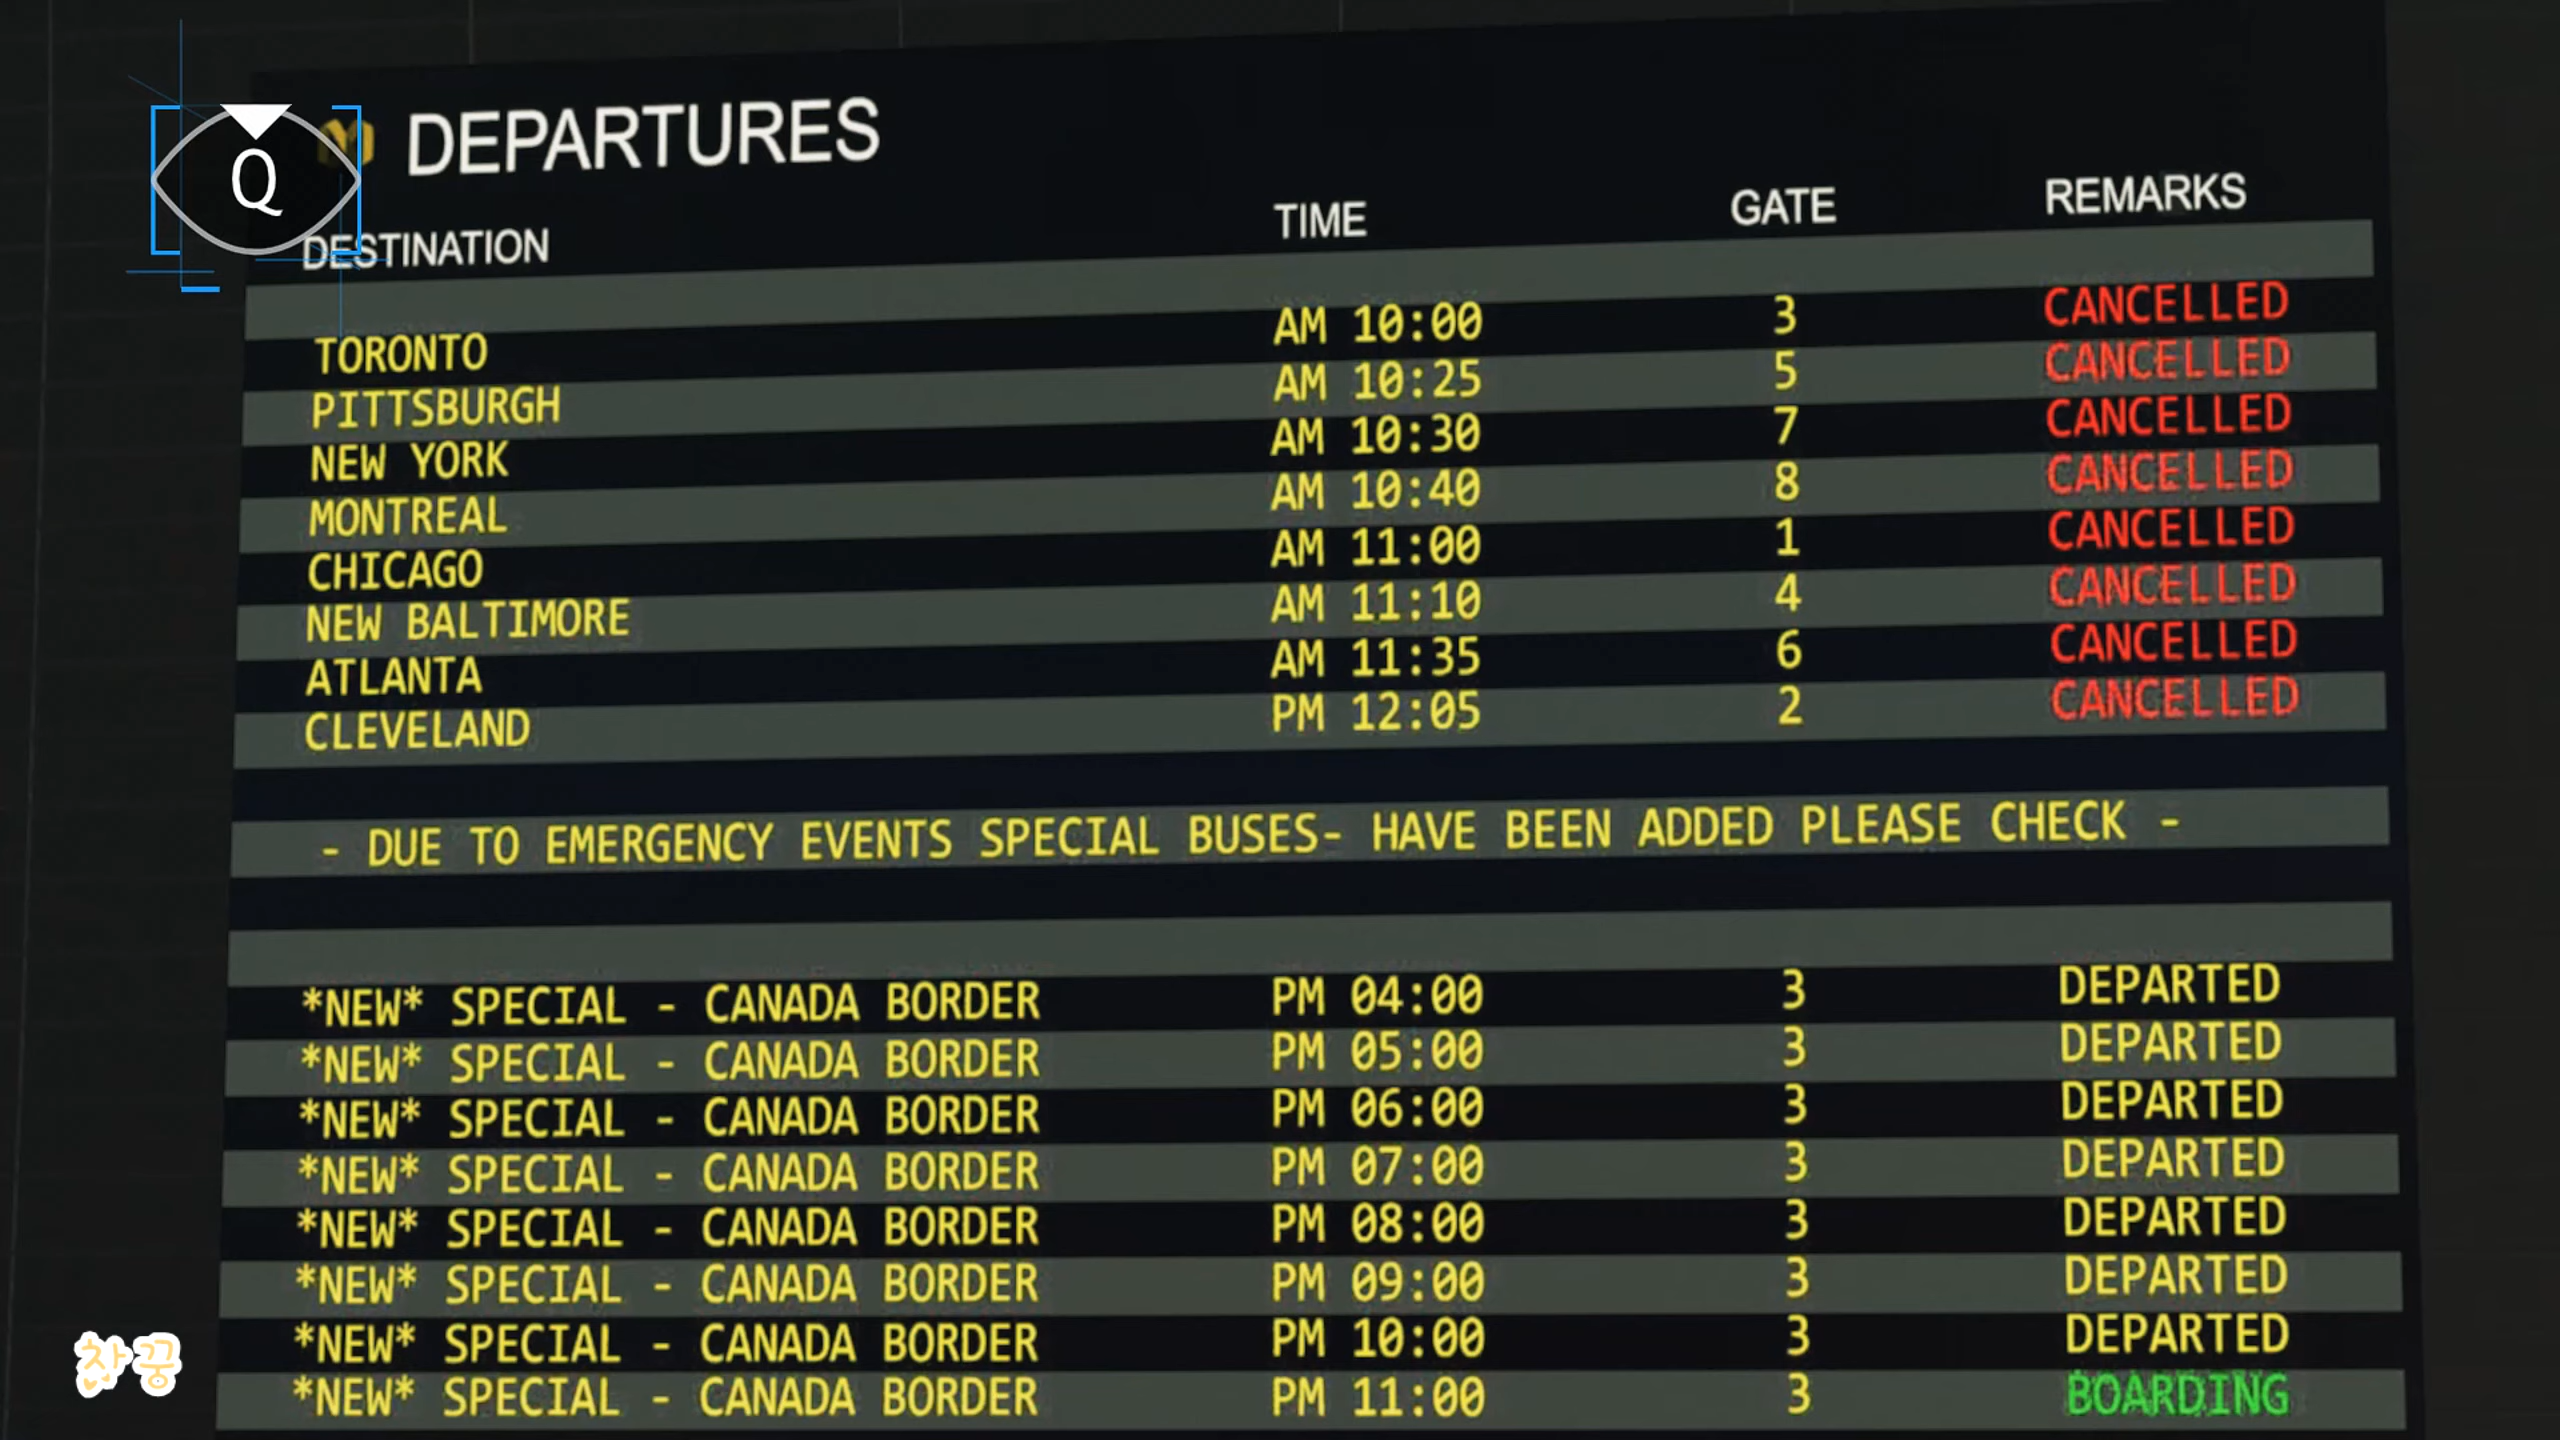 Q
DEPARTURES
DESTINATION TIME GATE REMARKS
TORONTO AM 10:00 3 CANCELLED
PITTSBURGH AM 10:25 5 CANCELLED
NEW YORK AM 10:30 7 CANCELLED
MONTREAL AM 10:40 8 CANCELLED
CHICAGO AM 11:00 1 CANCELLED
NEW BALTIMORE AM 11:10 4 CANCELLED
ATLANTA AM 11:35 6 CANCELLED
CLEVELAND PM 12:05 2 CANCELLED
- DUE TO EMERGENCY EVENTS SPECIAL BUSES- HAVE BEEN ADDED PLEASE CHECK -
*NEW* SPECIAL - CANADA BORDER PM 04:00 3 DEPARTED
*NEW* SPECIAL - CANADA BORDER PM 05:00 3 DEPARTED
*NEW* SPECIAL - CANADA BORDER PM 06:00 3 DEPARTED
*NEW* SPECIAL - CANADA BORDER PM 07:00 3 DEPARTED
*NEW* SPECIAL - CANADA BORDER PM 08:00 3 DEPARTED
*NEW* SPECIAL - CANADA BORDER PM 09:00 3 DEPARTED
*NEW* SPECIAL - CANADA BORDER PM 10:00 3 DEPARTED
*NEW* SPECIAL - CANADA BORDER PM 11:00 3 BOARDING
찬꿍